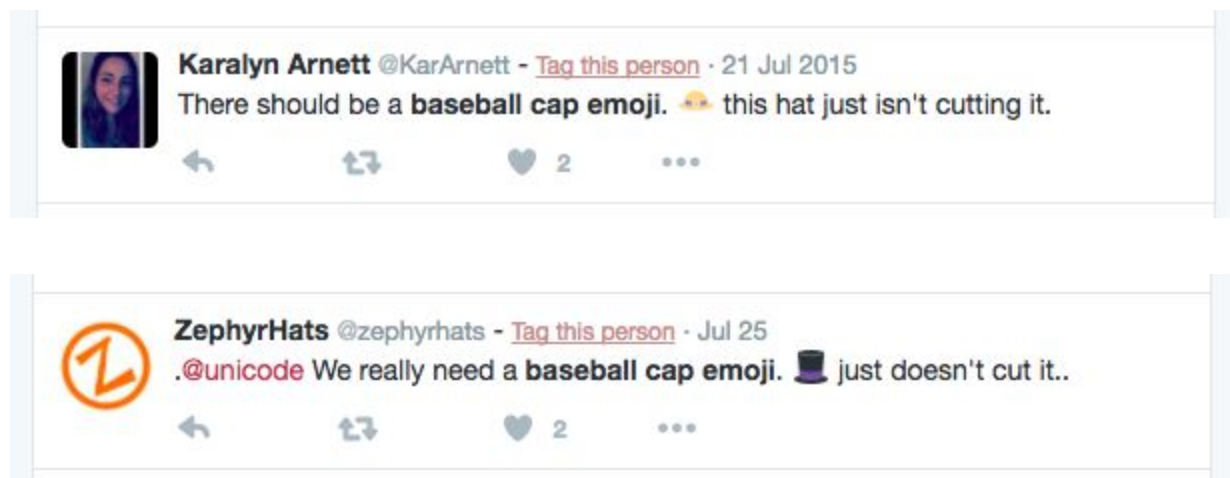 Karalyn Arnett @KarArnett - Tag this person · 21 Jul 2015
There should be a baseball cap emoji. this hat just isn't cutting it.
2
ZephyrHats @zephyrhats - Tag this person · Jul 25
.@unicode We really need a baseball cap emoji. 🎩 just doesn't cut it..
2